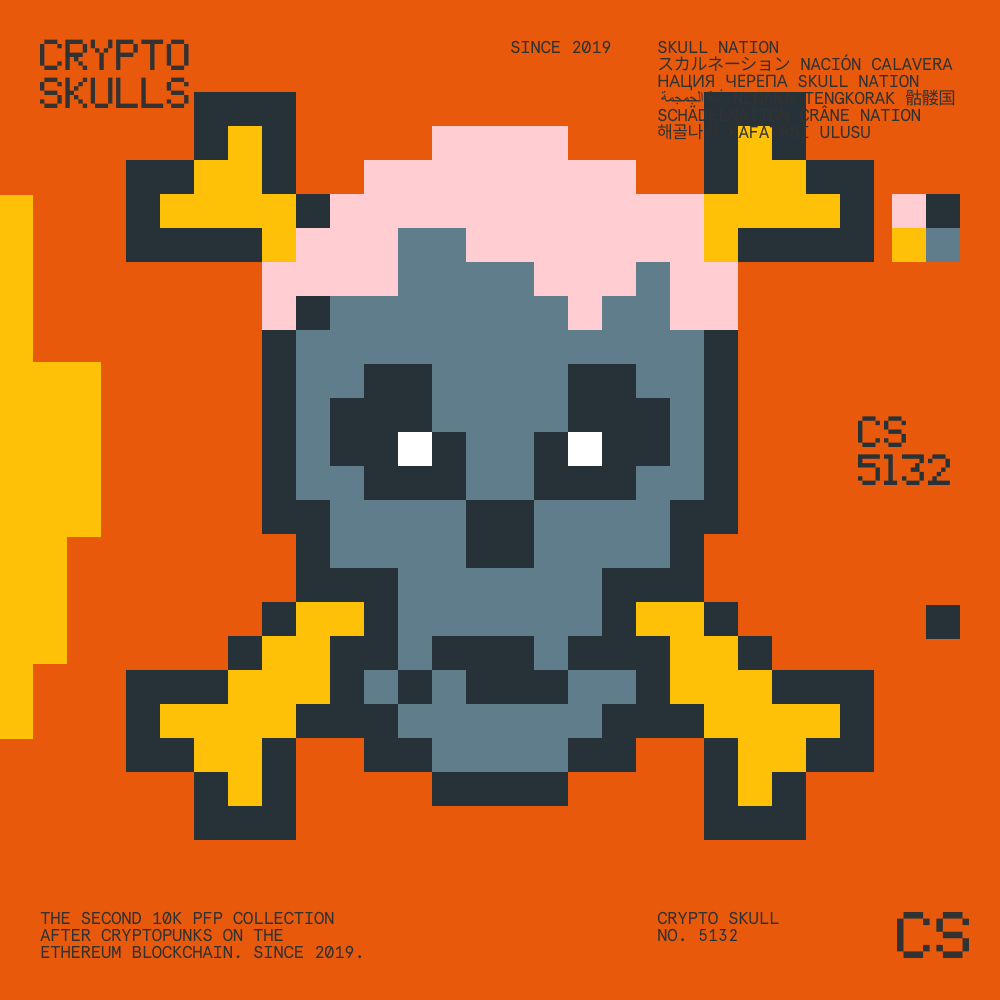 CRYPTO
SKULLS
SINCE 2019
SKULL NATION
スカルネーション NACIÓN CALAVERA
НАЦИЯ ЧЕРЕПА SKULL NATION
الجمجمة TENGKORAK 骷髅国
CRÂNE NATION
ULUSU
CS
5132
THE SECOND 10K PFP COLLECTION
AFTER CRYPTOPUNKS ON THE
ETHEREUM BLOCKCHAIN. SINCE 2019.
CRYPTO SKULL
NO. 5132
CS